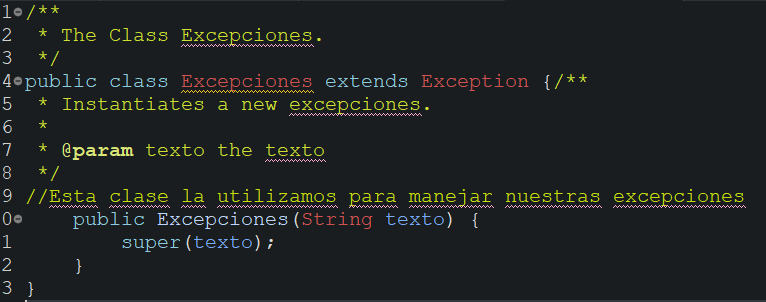 1 /**
2  * The Class Excepciones.
3  */
4 public class Excepciones extends Exception {/**
5  * Instantiates a new excepciones.
6  *
7  * @param texto the texto
8  */
9 //Esta clase la utilizamos para manejar nuestras excepciones
0     public Excepciones(String texto) {
1         super(texto);
2     }
3 }